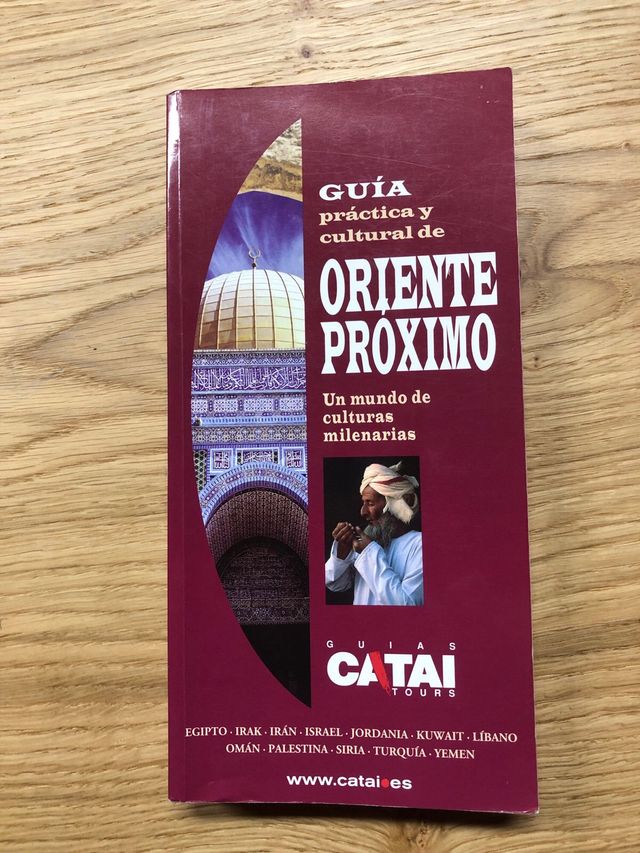 GUÍA
práctica y
cultural de
ORIENTE
PRÓXIMO
Un mundo de
culturas
milenarias
GUIAS
CATAI
TOURS
EGIPTO · IRAK · IRÁN · ISRAEL · JORDANIA · KUWAIT · LÍBANO
OMÁN · PALESTINA · SIRIA · TURQUÍA · YEMEN
www.catai•es